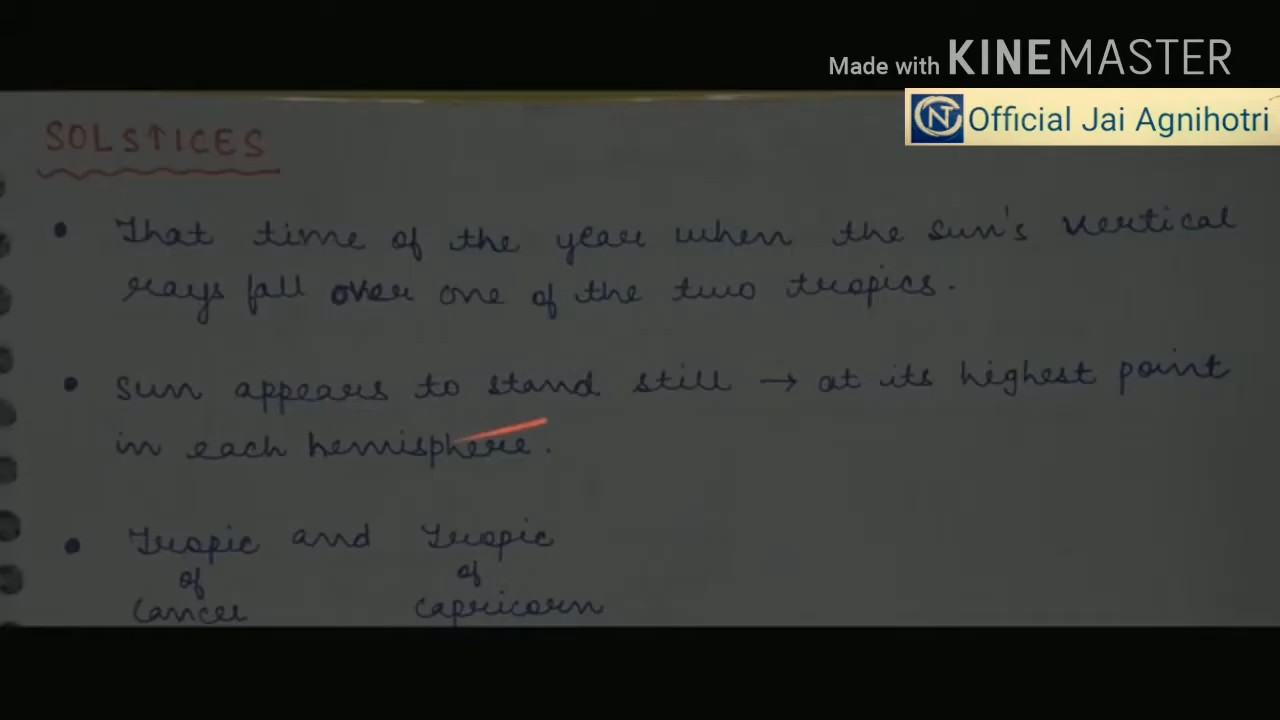 Made with KINEMASTER
Official Jai Agnihotri
SOLSTICES
• That time of the year when the sun's vertical
rays fall over one of the two tropics.
• Sun appears to stand still → at its highest point
in each hemisphere.
• Tropic and Tropic
of of
Cancer Capricorn